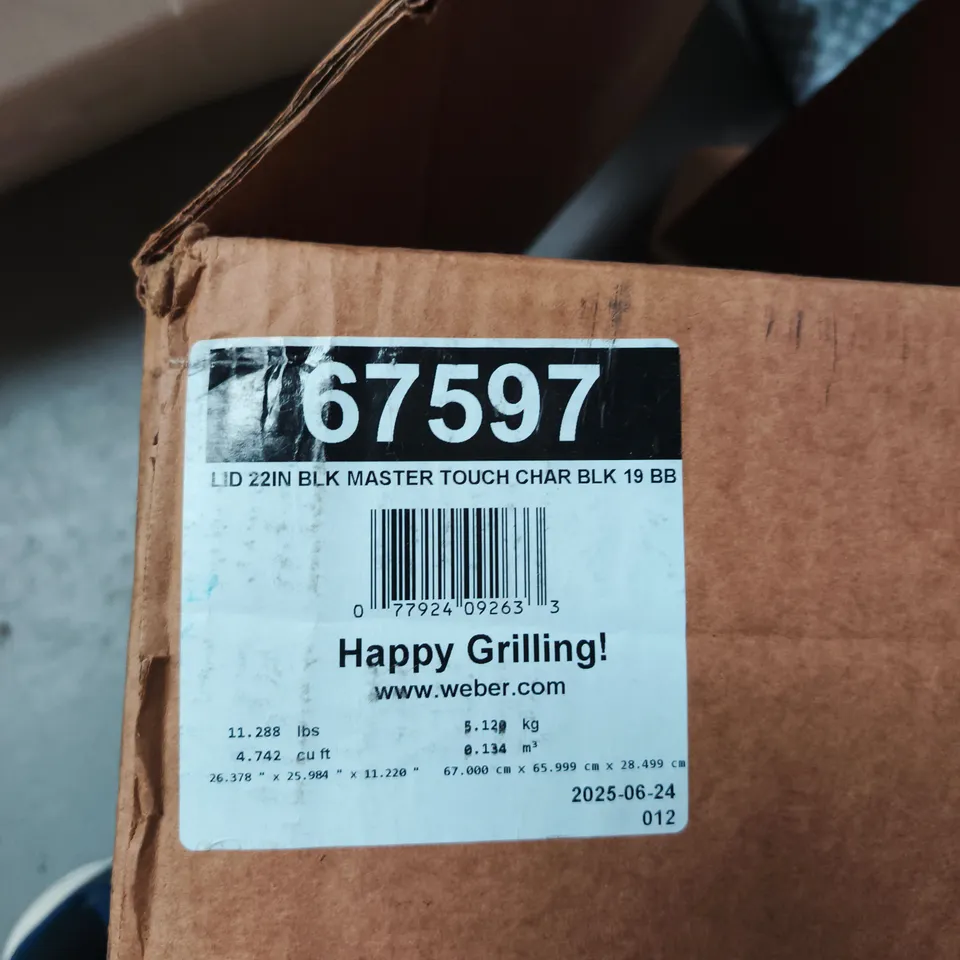 67597
LID 22IN BLK MASTER TOUCH CHAR BLK 19 BB
0 77924 09263 3
Happy Grilling!
www.weber.com
11.288 lbs 5.120 kg
4.742 cu ft 0.134 m³
26.378 " x 25.984 " x 11.220 " 67.000 cm x 65.999 cm x 28.499 cm
2025-06-24
012